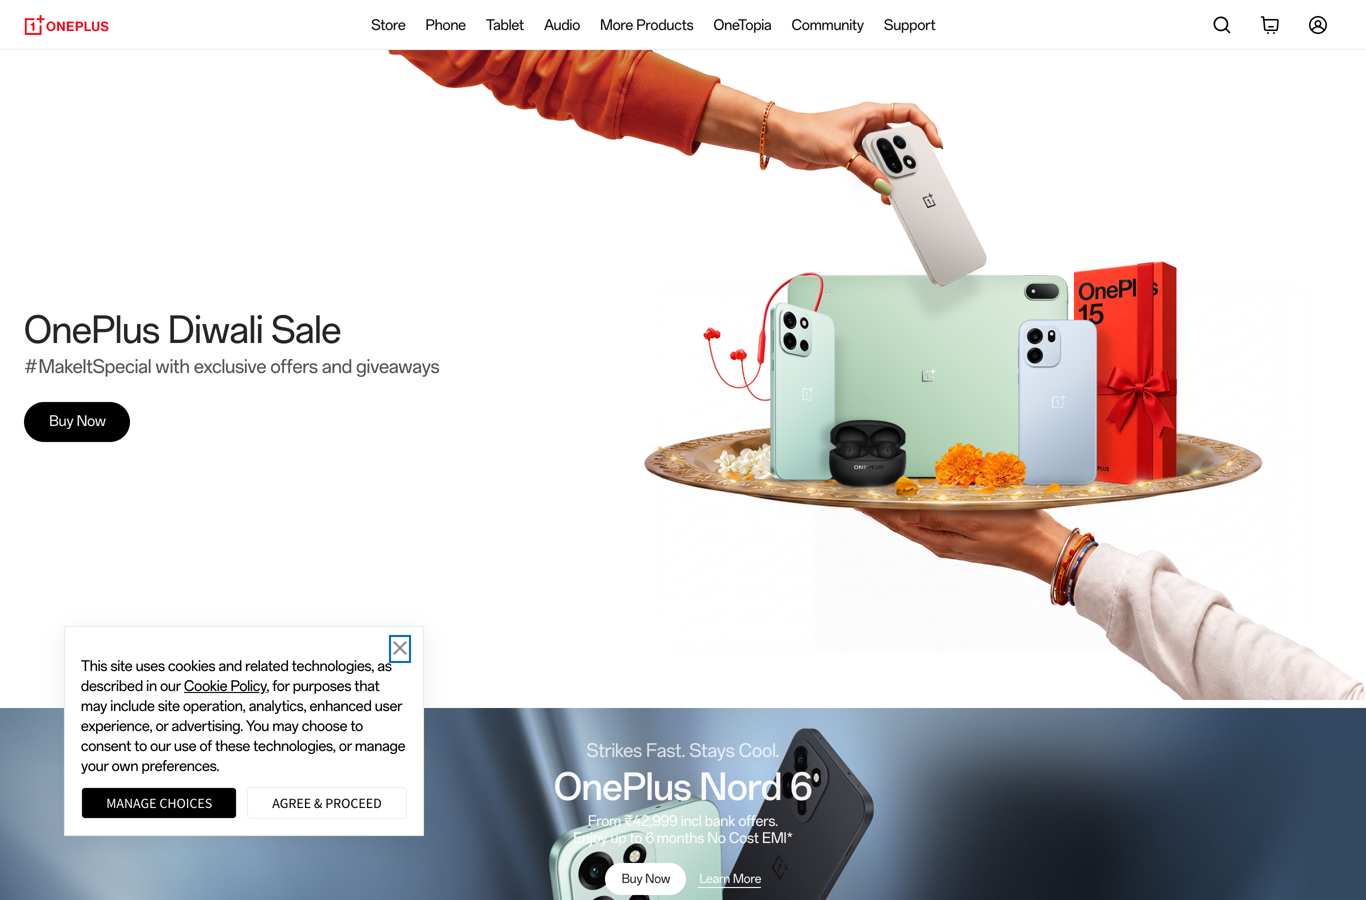 ONEPLUS
Store Phone Tablet Audio More Products OneTopia Community Support
OnePlus
15
OnePlus Diwali Sale
#MakeItSpecial with exclusive offers and giveaways
Buy Now
ONEPLUS
This site uses cookies and related technologies, as
described in our Cookie Policy, for purposes that
may include site operation, analytics, enhanced user
experience, or advertising. You may choose to
consent to our use of these technologies, or manage
your own preferences.
MANAGE CHOICES AGREE & PROCEED
Strikes Fast. Stays Cool.
OnePlus Nord 6
From ₹42,999 incl bank offers.
Enjoy up to 6 months No Cost EMI*
Buy Now Learn More